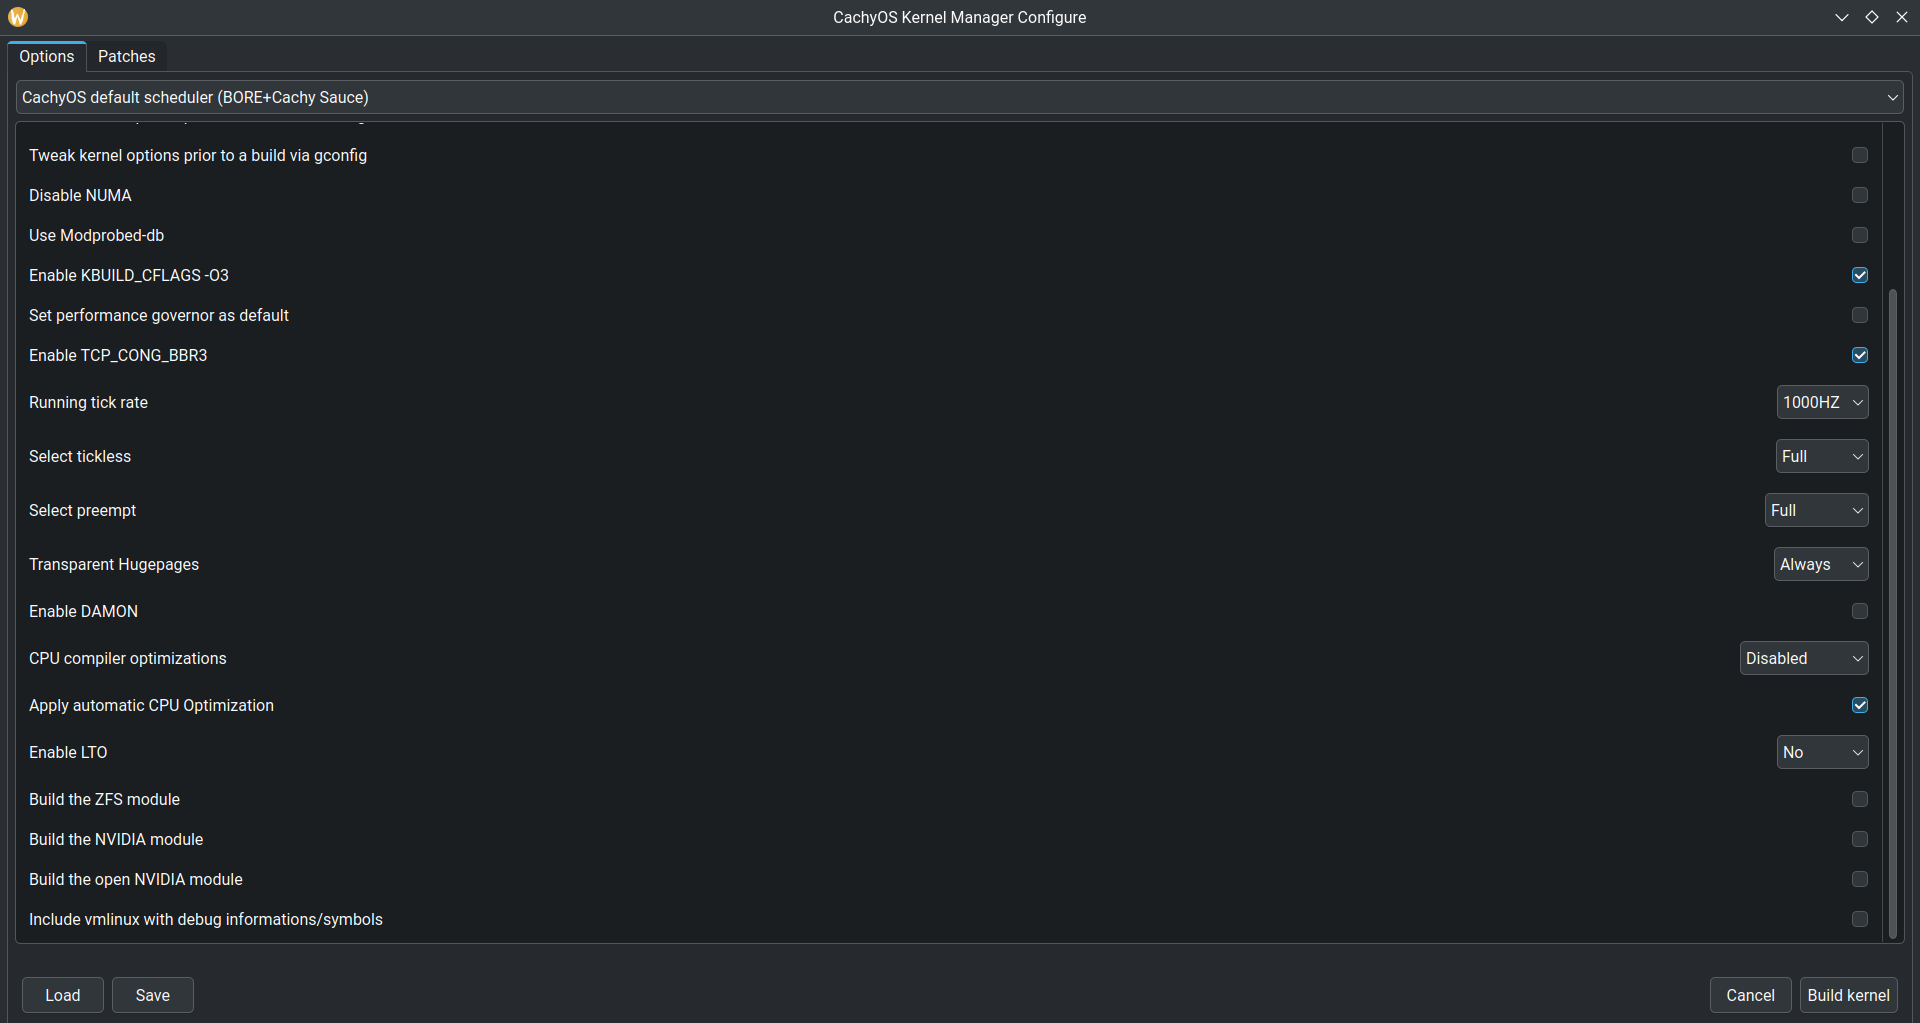 CachyOS Kernel Manager Configure
Options Patches
CachyOS default scheduler (BORE+Cachy Sauce)
Tweak kernel options prior to a build via gconfig
Disable NUMA
Use Modprobed-db
Enable KBUILD_CFLAGS -O3
Set performance governor as default
Enable TCP_CONG_BBR3
Running tick rate 1000HZ
Select tickless Full
Select preempt Full
Transparent Hugepages Always
Enable DAMON
CPU compiler optimizations Disabled
Apply automatic CPU Optimization
Enable LTO No
Build the ZFS module
Build the NVIDIA module
Build the open NVIDIA module
Include vmlinux with debug informations/symbols
Load Save Cancel Build kernel